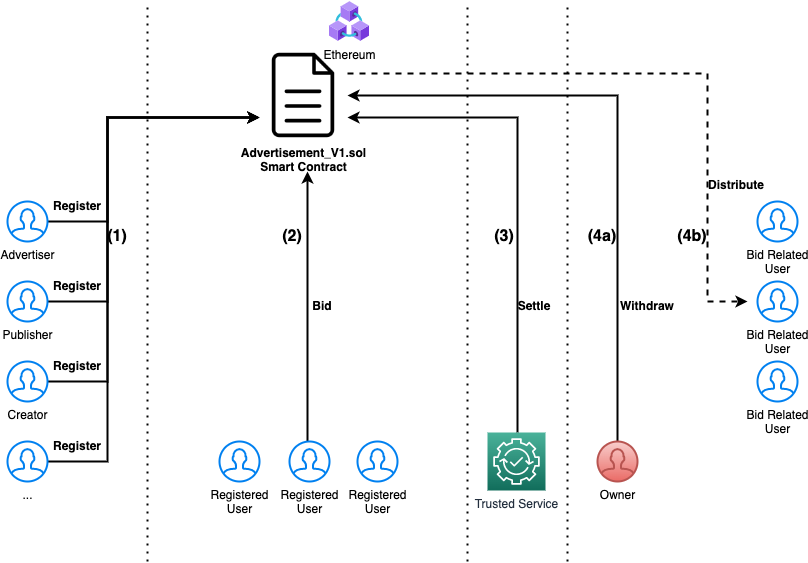 Ethereum
Advertisement_V1.sol
Smart Contract
Distribute
Register
Advertiser
(1)
(2)
(3)
(4a)
(4b)
Bid Related
User
Register
Publisher
Bid
Settle
Withdraw
Bid Related
User
Register
Creator
Bid Related
User
Register
...
Registered
User
Registered
User
Registered
User
Trusted Service
Owner